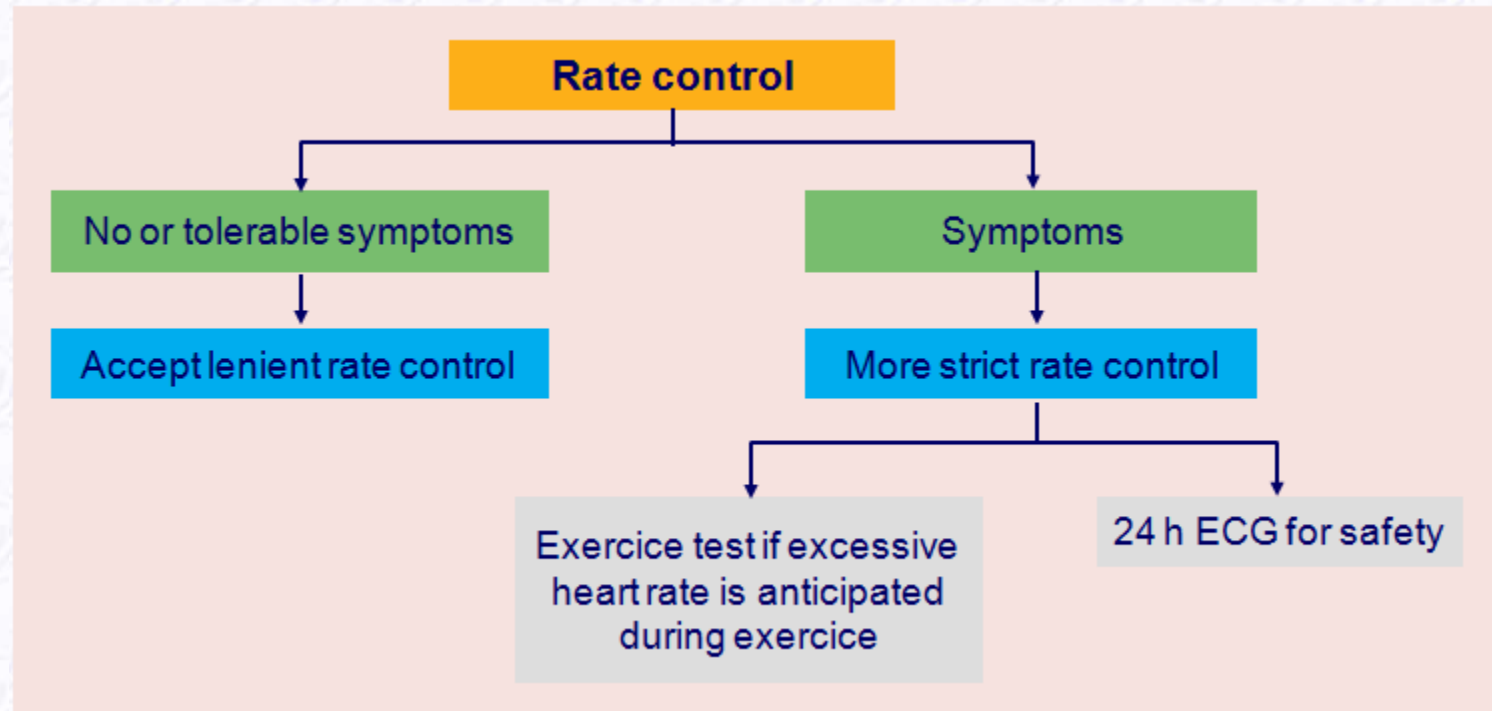 Rate control
No or tolerable symptoms
Symptoms
Accept lenient rate control
More strict rate control
Exercice test if excessive
heart rate is anticipated
during exercice
24 h ECG for safety